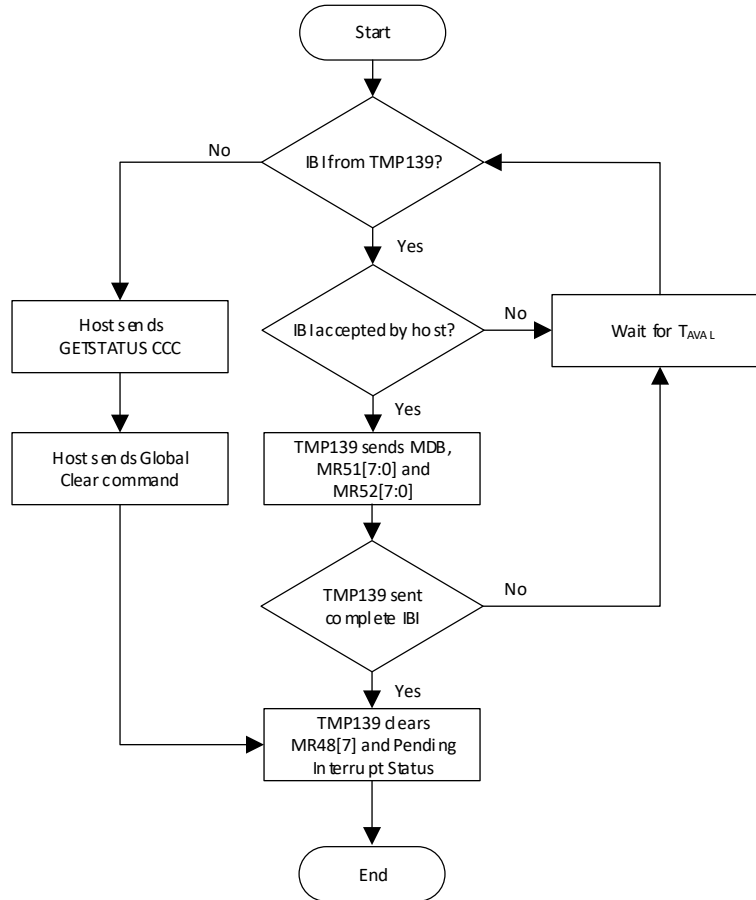 Start
IBI from TMP139?
No
Yes
IBI accepted by host?
No
Wait for TAVAL
Host sends
GETSTATUS CCC
Yes
TMP139 sends MDB,
MR51[7:0] and
MR52[7:0]
Host sends Global
Clear command
TMP139 sent
complete IBI
No
Yes
TMP139 clears
MR48[7] and Pending
Interrupt Status
End